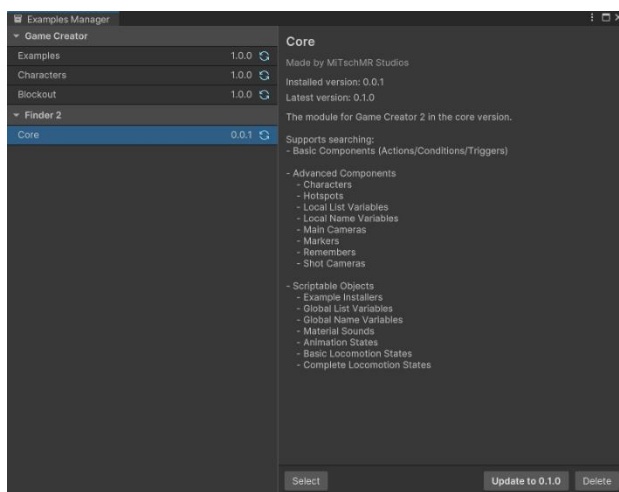 Examples Manager
Game Creator
Examples 1.0.0
Characters 1.0.0
Blockout 1.0.0
Finder 2
Core 0.0.1
Core
Made by MiTschMR Studios
Installed version: 0.0.1
Latest version: 0.1.0
The module for Game Creator 2 in the core version.
Supports searching:
- Basic Components (Actions/Conditions/Triggers)
- Advanced Components
- Characters
- Hotspots
- Local List Variables
- Local Name Variables
- Main Cameras
- Markers
- Remembers
- Shot Cameras
- Scriptable Objects
- Example Installers
- Global List Variables
- Global Name Variables
- Material Sounds
- Animation States
- Basic Locomotion States
- Complete Locomotion States
Select Update to 0.1.0 Delete